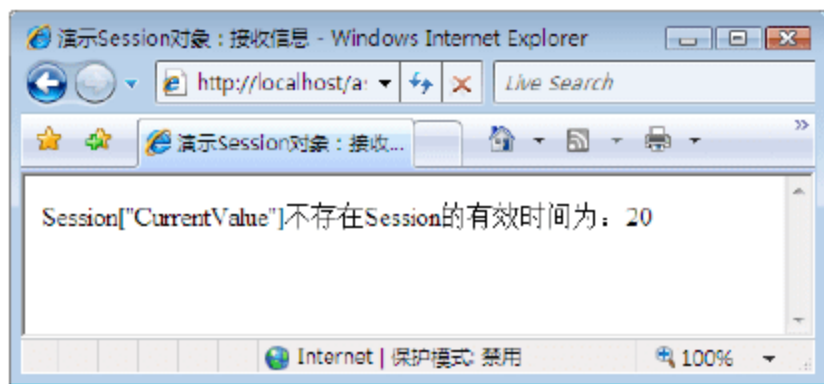 演示Session对象：接收信息 - Windows Internet Explorer
http://localhost/a: Live Search
演示Session对象：接收...
Session["CurrentValue"]不存在Session的有效时间为：20
Internet | 保护模式: 禁用 100%